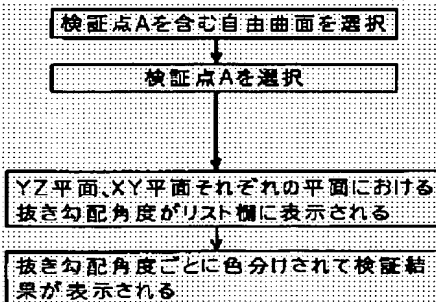 検証点Aを含む自由曲面を選択
検証点Aを選択
YZ平面、XY平面それぞれの平面における
抜き勾配角度がリスト欄に表示される
抜き勾配角度ごとに色分けされて検証結
果が表示される